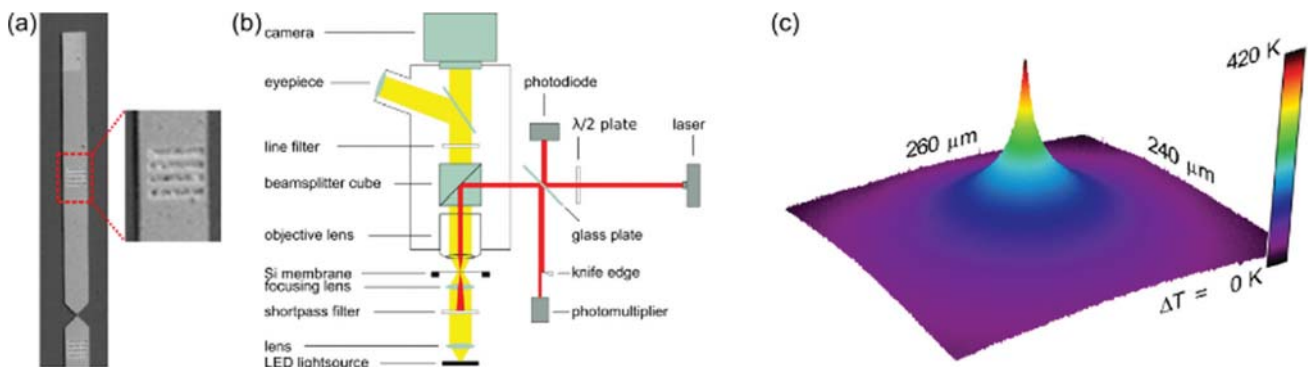 (a)
(b)
camera
eyepiece
line filter
beamsplitter cube
objective lens
Si membrane
focusing lens
shortpass filter
lens
LED lightsource
photodiode
λ/2 plate
laser
glass plate
knife edge
photomultiplier
(c)
420 K
260 μm
240 μm
ΔT = 0 K